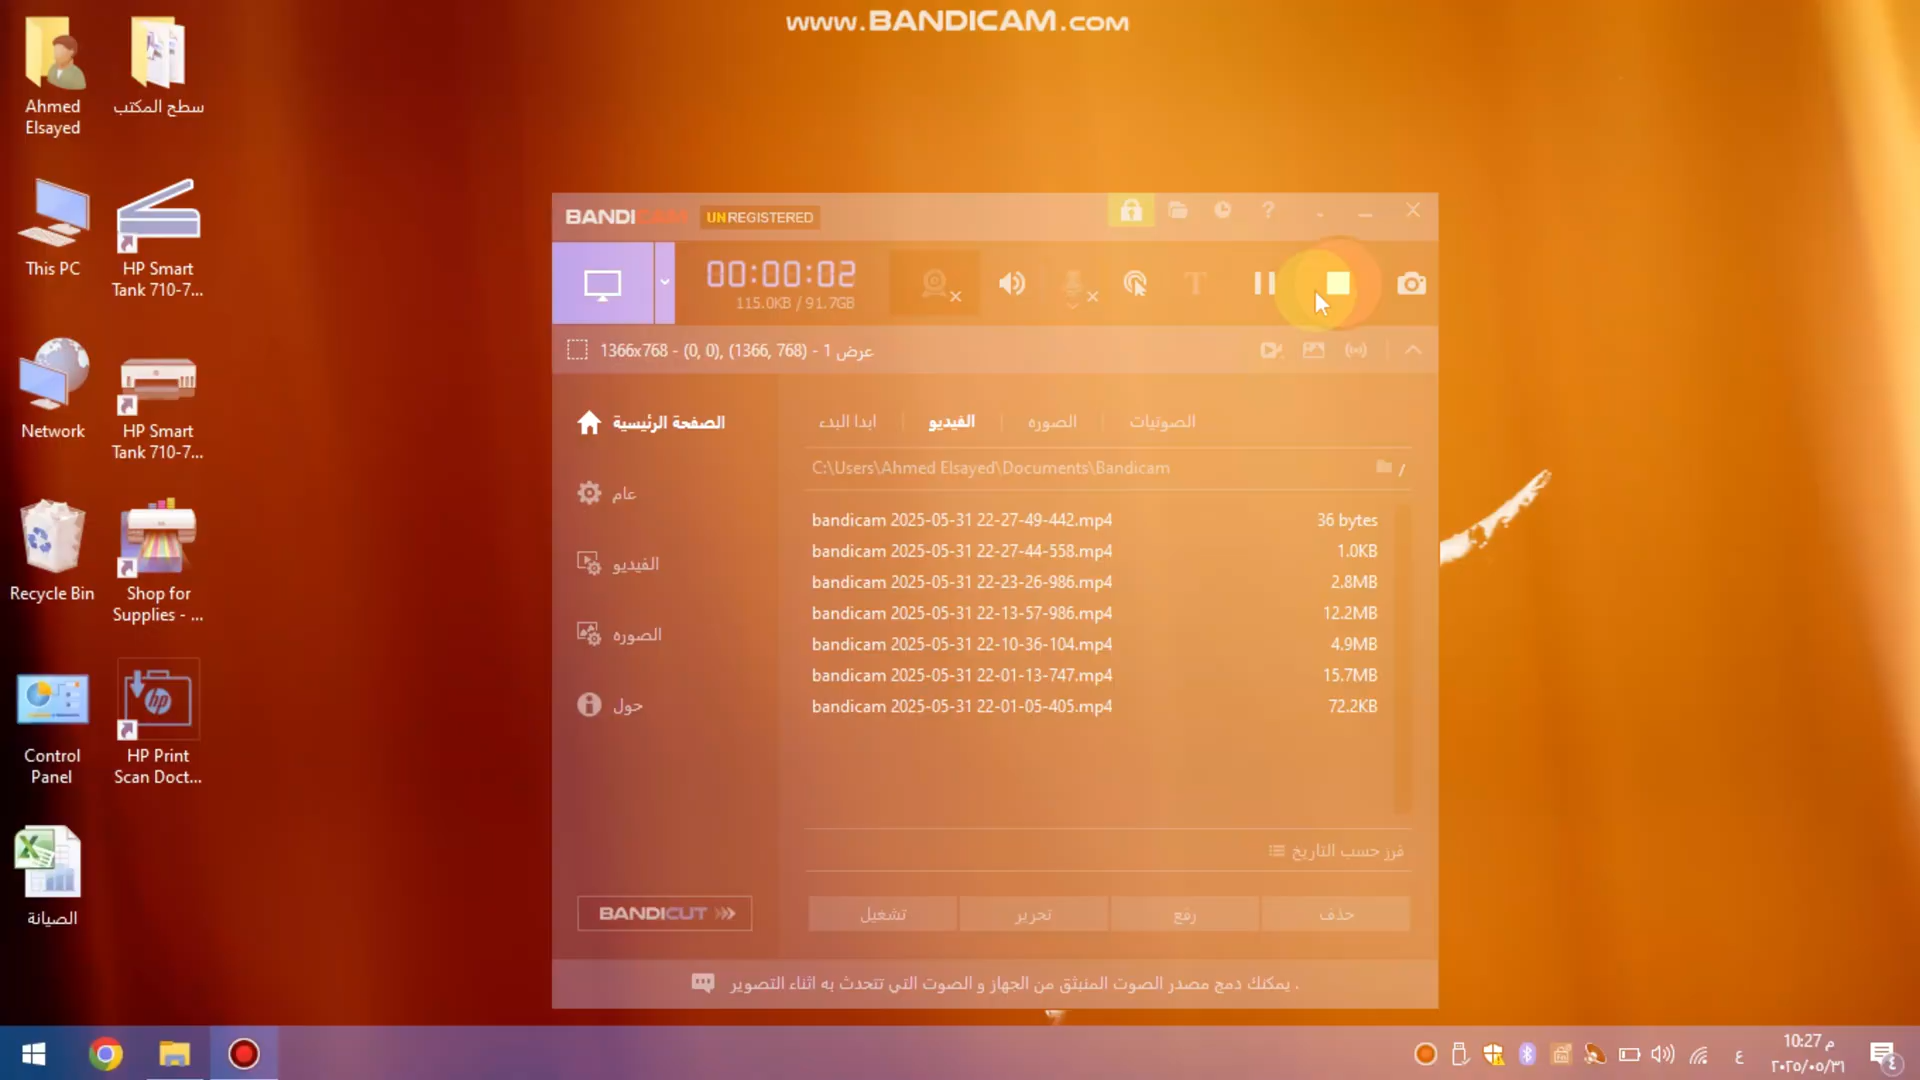 www.BANDICAM.com
Ahmed
Elsayed
سطح المكتب
This PC
HP Smart
Tank 710-7...
Network
HP Smart
Tank 710-7...
Recycle Bin
Shop for
Supplies - ...
Control
Panel
HP Print
Scan Doct...
الصيانة
BANDICAM
UNREGISTERED
00:00:02
115.0KB / 91.7GB
1366x768 - (0, 0), (1366, 768) - عرض 1
الصفحة الرئيسية
عام
الفيديو
الصوره
حول
ابدا البدء
الفيديو
الصوره
الصوتيات
C:\Users\Ahmed Elsayed\Documents\Bandicam
/
bandicam 2025-05-31 22-27-49-442.mp4 36 bytes
bandicam 2025-05-31 22-27-44-558.mp4 1.0KB
bandicam 2025-05-31 22-23-26-986.mp4 2.8MB
bandicam 2025-05-31 22-13-57-986.mp4 12.2MB
bandicam 2025-05-31 22-10-36-104.mp4 4.9MB
bandicam 2025-05-31 22-01-13-747.mp4 15.7MB
bandicam 2025-05-31 22-01-05-405.mp4 72.2KB
فرز حسب التاريخ
BANDICUT
تشغيل
تحرير
رفع
حذف
يمكنك دمج مصدر الصوت المنبثق من الجهاز و الصوت التي تتحدث به اثناء التصوير .
ع
10:27 م
٢٠٢٥/٠٥/٣١
٤